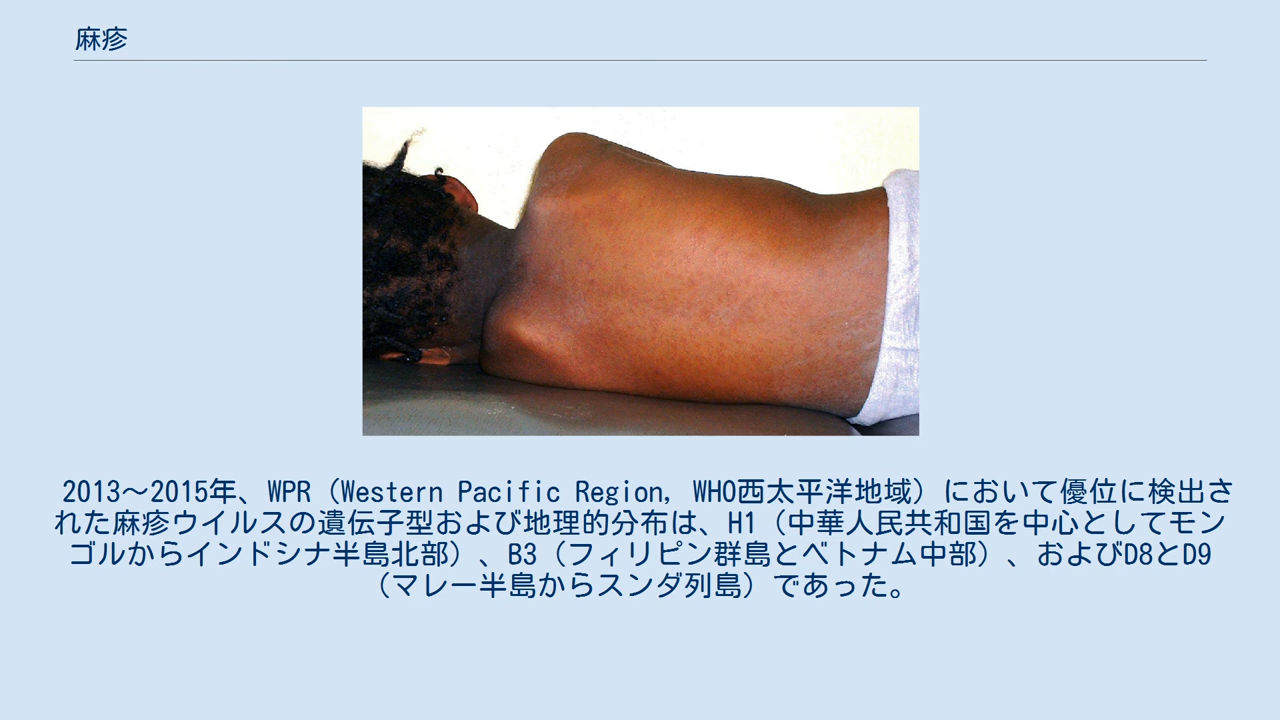 麻疹
2013～2015年、WPR（Western Pacific Region, WHO西太平洋地域）において優位に検出さ
れた麻疹ウイルスの遺伝子型および地理的分布は、H1（中華人民共和国を中心としてモン
ゴルからインドシナ半島北部）、B3（フィリピン群島とベトナム中部）、およびD8とD9
（マレー半島からスンダ列島）であった。